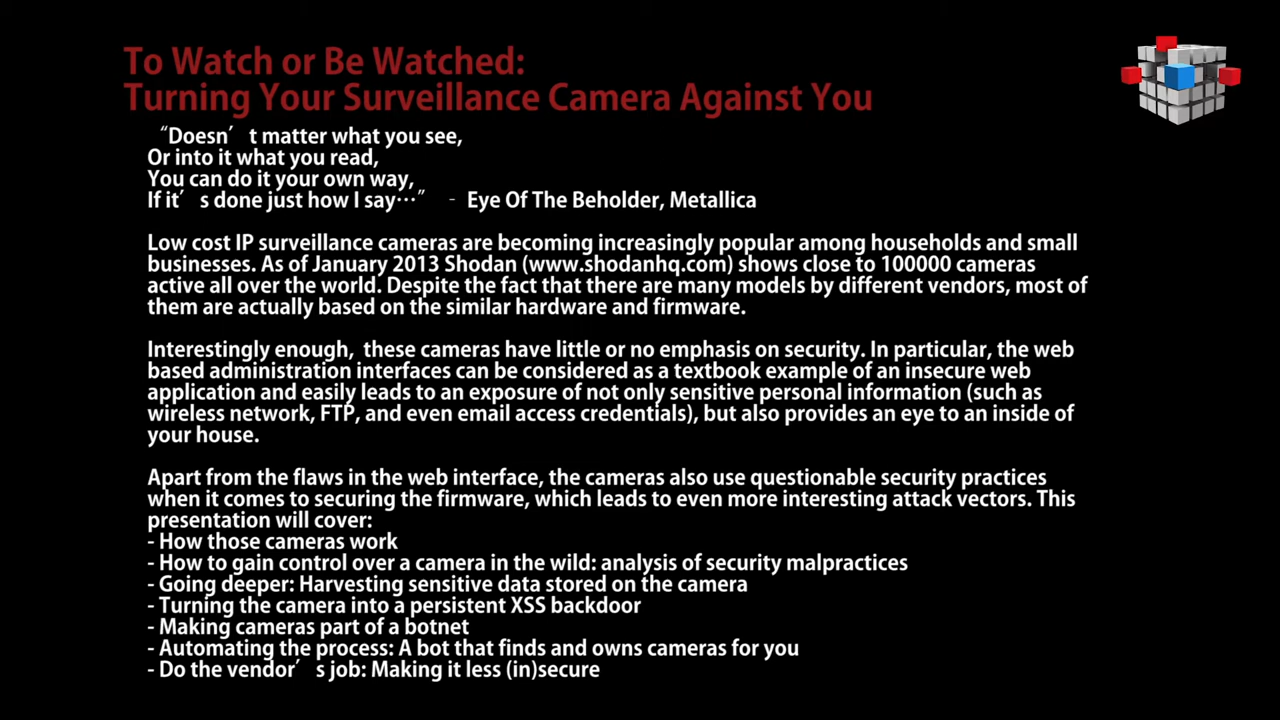 To Watch or Be Watched:
Turning Your Surveillance Camera Against You
“Doesn’ t matter what you see,
Or into it what you read,
You can do it your own way,
If it’ s done just how I say…” - Eye Of The Beholder, Metallica
Low cost IP surveillance cameras are becoming increasingly popular among households and small
businesses. As of January 2013 Shodan (www.shodanhq.com) shows close to 100000 cameras
active all over the world. Despite the fact that there are many models by different vendors, most of
them are actually based on the similar hardware and firmware.
Interestingly enough,  these cameras have little or no emphasis on security. In particular, the web
based administration interfaces can be considered as a textbook example of an insecure web
application and easily leads to an exposure of not only sensitive personal information (such as
wireless network, FTP, and even email access credentials), but also provides an eye to an inside of
your house.
Apart from the flaws in the web interface, the cameras also use questionable security practices
when it comes to securing the firmware, which leads to even more interesting attack vectors. This
presentation will cover:
- How those cameras work
- How to gain control over a camera in the wild: analysis of security malpractices
- Going deeper: Harvesting sensitive data stored on the camera
- Turning the camera into a persistent XSS backdoor
- Making cameras part of a botnet
- Automating the process: A bot that finds and owns cameras for you
- Do the vendor’ s job: Making it less (in)secure